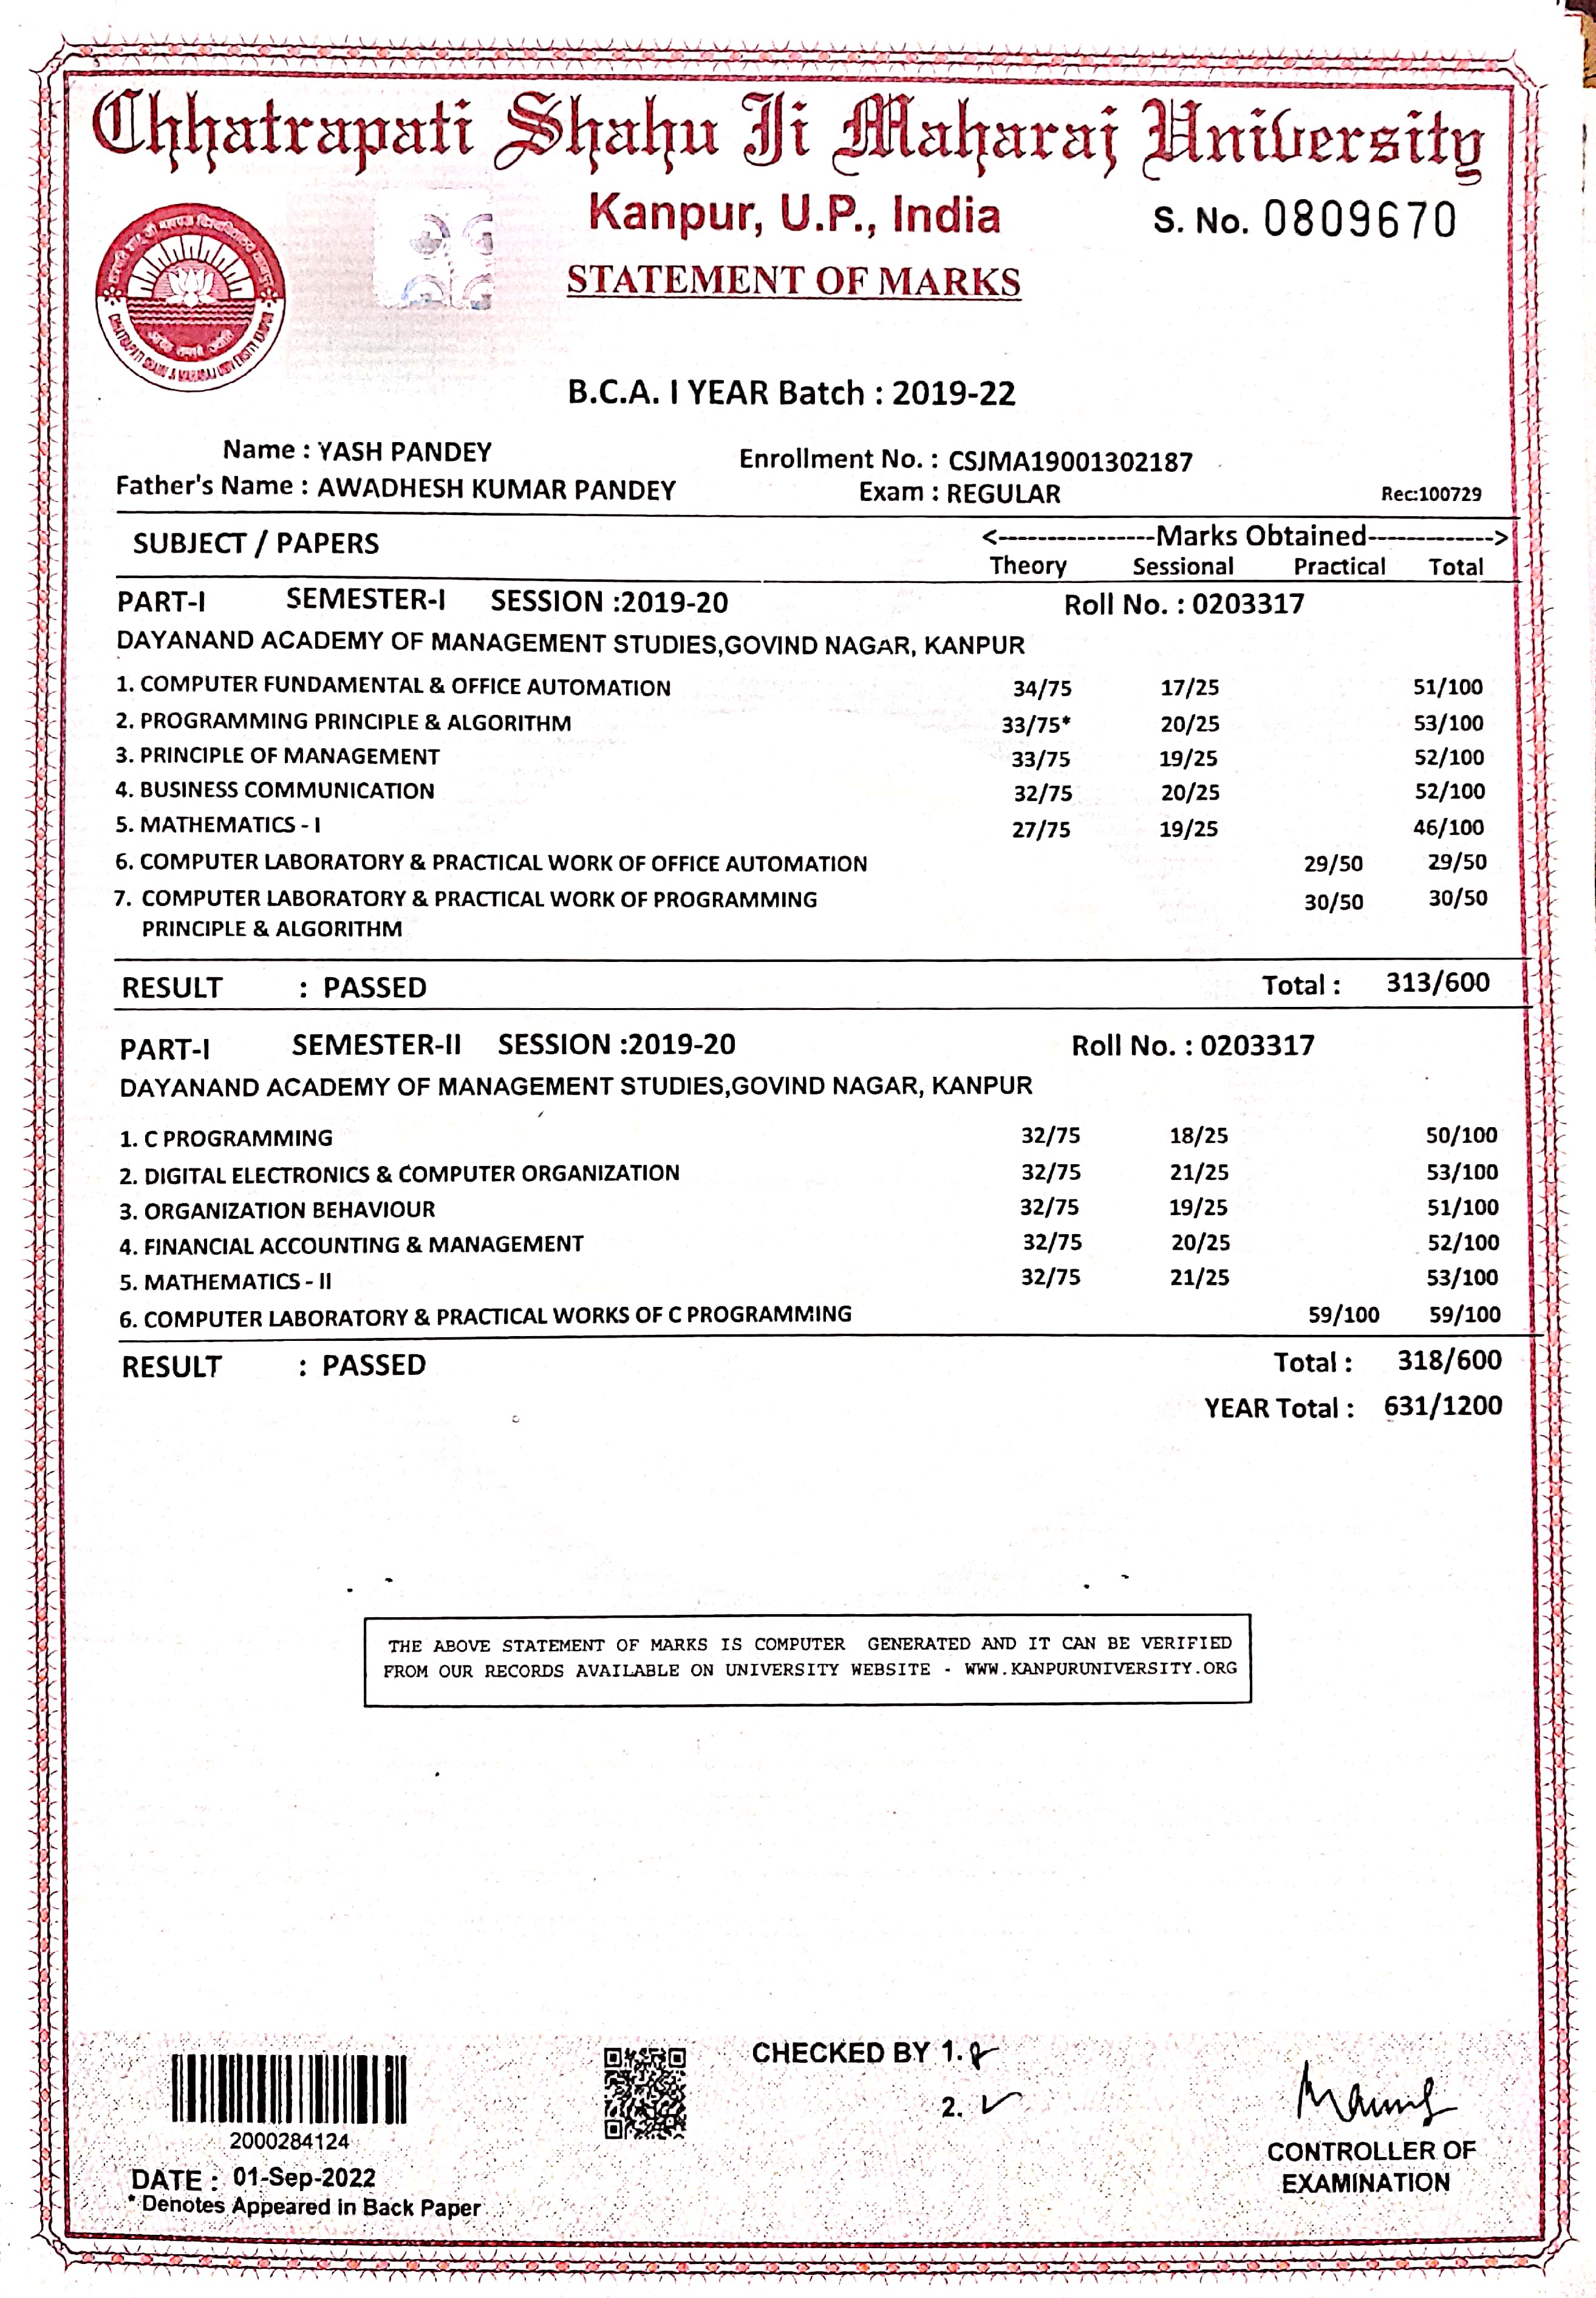 Chhatrapati Shahu Ji Maharaj University
Kanpur, U.P., India
S. No. 0809670
STATEMENT OF MARKS
B.C.A. I YEAR Batch : 2019-22
Name : YASH PANDEY
Enrollment No. : CSJMA19001302187
Father's Name : AWADHESH KUMAR PANDEY
Exam : REGULAR
Rec:100729
SUBJECT / PAPERS
<-----------------Marks Obtained-------------->
Theory Sessional Practical Total
PART-I SEMESTER-I SESSION :2019-20 Roll No. : 0203317
DAYANAND ACADEMY OF MANAGEMENT STUDIES,GOVIND NAGAR, KANPUR
1. COMPUTER FUNDAMENTAL & OFFICE AUTOMATION 34/75 17/25 51/100
2. PROGRAMMING PRINCIPLE & ALGORITHM 33/75* 20/25 53/100
3. PRINCIPLE OF MANAGEMENT 33/75 19/25 52/100
4. BUSINESS COMMUNICATION 32/75 20/25 52/100
5. MATHEMATICS - I 27/75 19/25 46/100
6. COMPUTER LABORATORY & PRACTICAL WORK OF OFFICE AUTOMATION 29/50 29/50
7. COMPUTER LABORATORY & PRACTICAL WORK OF PROGRAMMING 30/50 30/50
PRINCIPLE & ALGORITHM
RESULT : PASSED Total : 313/600
PART-I SEMESTER-II SESSION :2019-20 Roll No. : 0203317
DAYANAND ACADEMY OF MANAGEMENT STUDIES,GOVIND NAGAR, KANPUR
1. C PROGRAMMING 32/75 18/25 50/100
2. DIGITAL ELECTRONICS & COMPUTER ORGANIZATION 32/75 21/25 53/100
3. ORGANIZATION BEHAVIOUR 32/75 19/25 51/100
4. FINANCIAL ACCOUNTING & MANAGEMENT 32/75 20/25 52/100
5. MATHEMATICS - II 32/75 21/25 53/100
6. COMPUTER LABORATORY & PRACTICAL WORKS OF C PROGRAMMING 59/100 59/100
RESULT : PASSED Total : 318/600
YEAR Total : 631/1200
THE ABOVE STATEMENT OF MARKS IS COMPUTER GENERATED AND IT CAN BE VERIFIED
FROM OUR RECORDS AVAILABLE ON UNIVERSITY WEBSITE - WWW.KANPURUNIVERSITY.ORG
CHECKED BY 1.
2.
2000284124
DATE : 01-Sep-2022
* Denotes Appeared in Back Paper
CONTROLLER OF
EXAMINATION